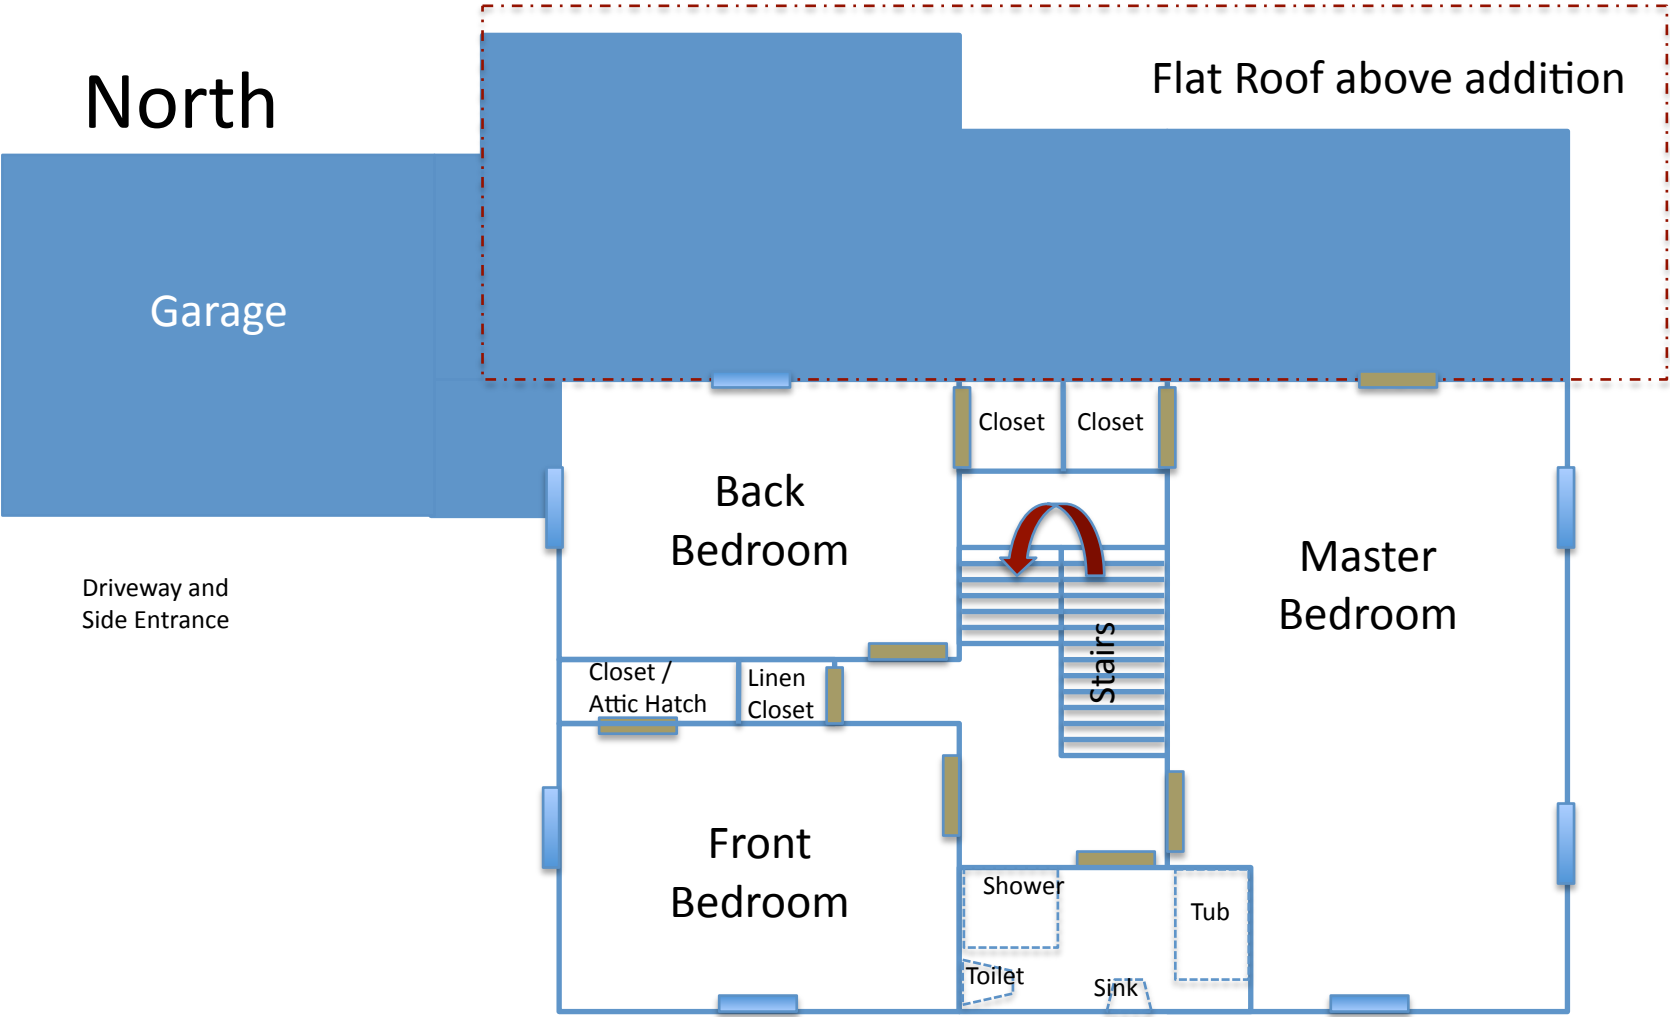 North
Flat Roof above addition
Garage
Closet
Closet
Back
Bedroom
Master
Bedroom
Driveway and
Side Entrance
Stairs
Closet /
Attic Hatch
Linen
Closet
Front
Bedroom
Shower
Tub
Toilet
Sink